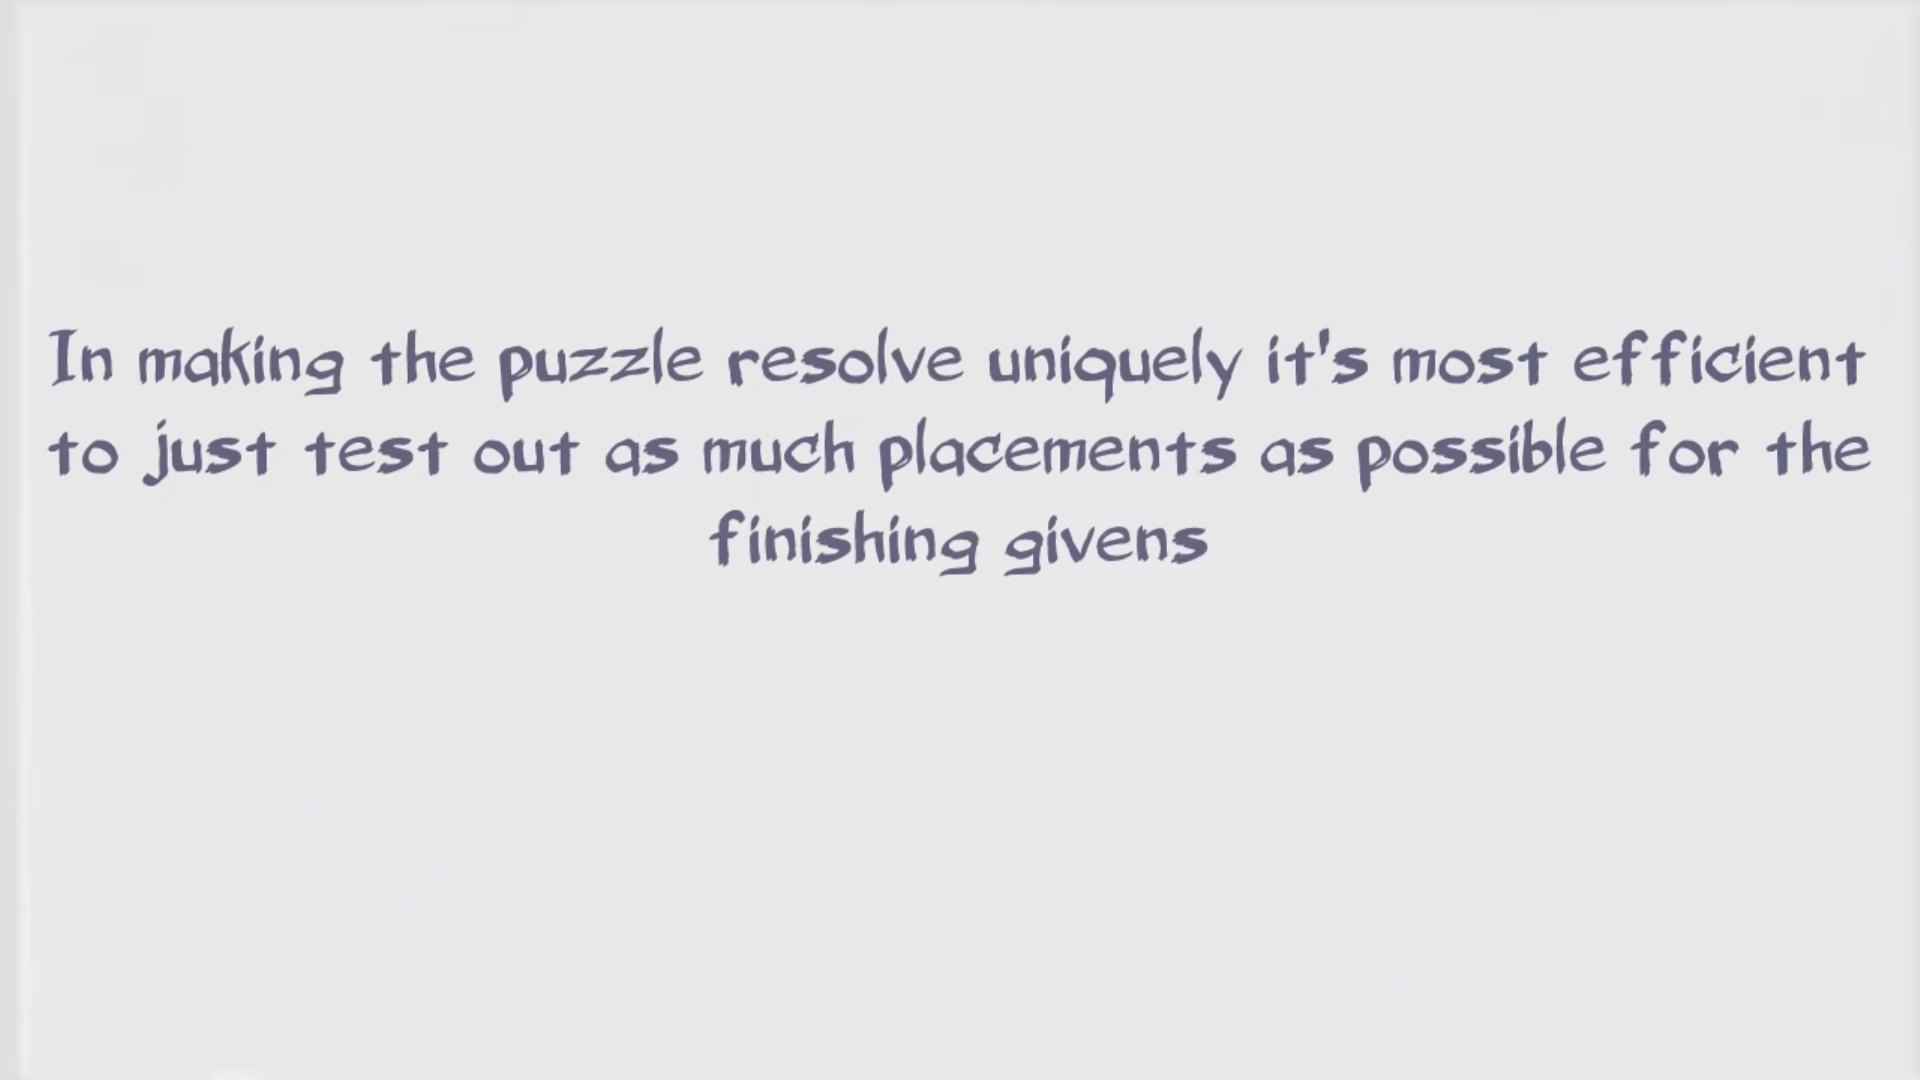 In making the puzzle resolve uniquely it's most efficient
to just test out as much placements as possible for the
finishing givens